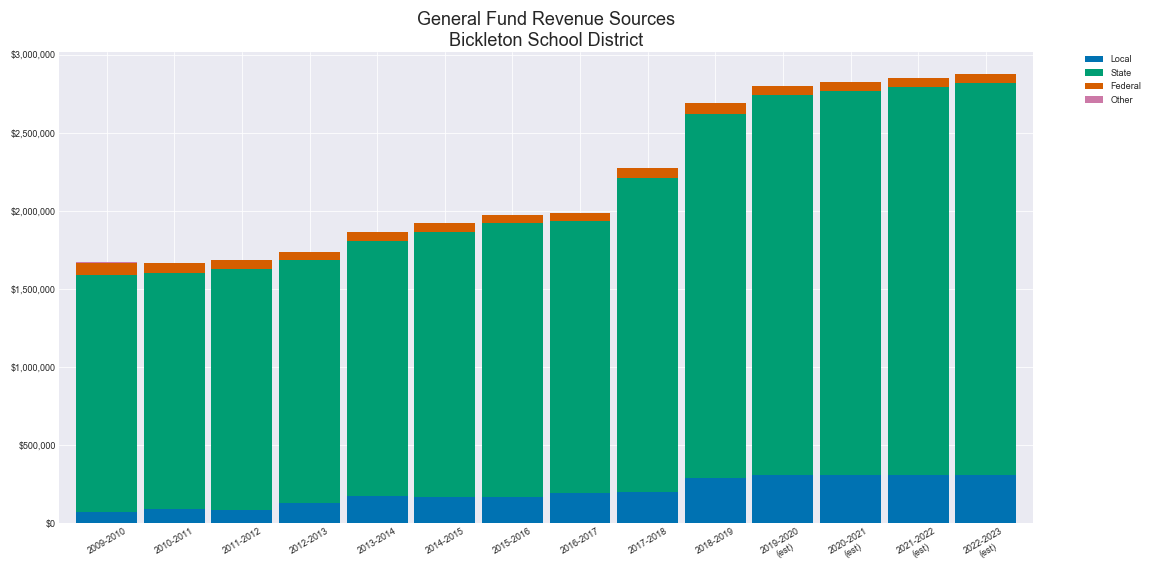 General Fund Revenue Sources
Bickleton School District
$3,000,000
$2,500,000
$2,000,000
$1,500,000
$1,000,000
$500,000
$0
2009-2010
2010-2011
2011-2012
2012-2013
2013-2014
2014-2015
2015-2016
2016-2017
2017-2018
2018-2019
2019-2020
(est)
2020-2021
(est)
2021-2022
(est)
2022-2023
(est)
Local
State
Federal
Other